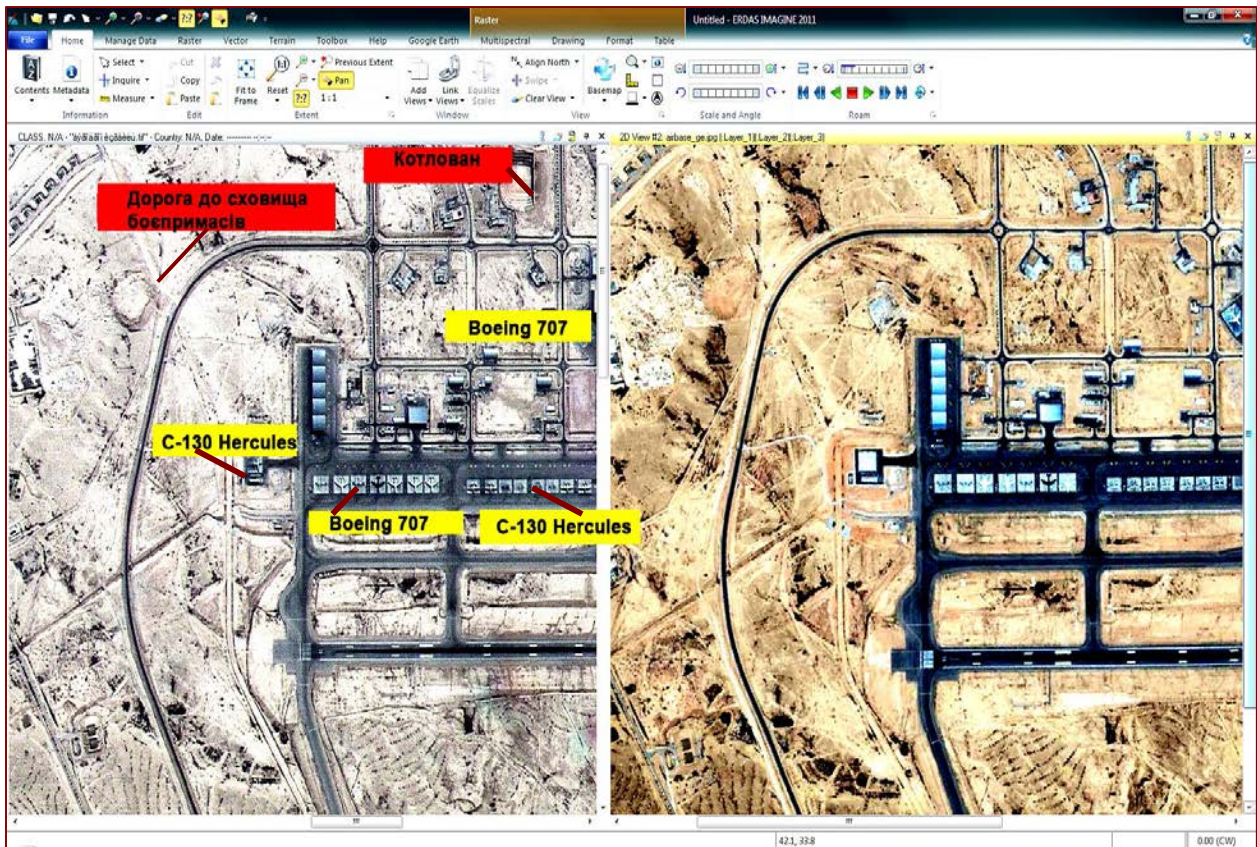 Raster
Untitled - ERDAS IMAGINE 2011
File Home Manage Data Raster Vector Terrain Toolbox Help Google Earth Multispectral Drawing Format Table
Contents Metadata
Select
Inquire
Measure
Information
Cut
Copy
Paste
Edit
Fit to Frame
1:1
Reset
?:?
Previous Extent
Pan
1:1
Extent
Add Views
Link Views
Equalize Scales
Window
Align North
Swipe
Clear View
Basemap
View
Scale and Angle
Roam
2D View #2: airbase_ge.jpg(:Layer_1)(:Layer_2)(:Layer_3)
Котлован
Дорога до сховища
боєпримасів
Boeing 707
C-130 Hercules
Boeing 707
C-130 Hercules
0.00 (CW)